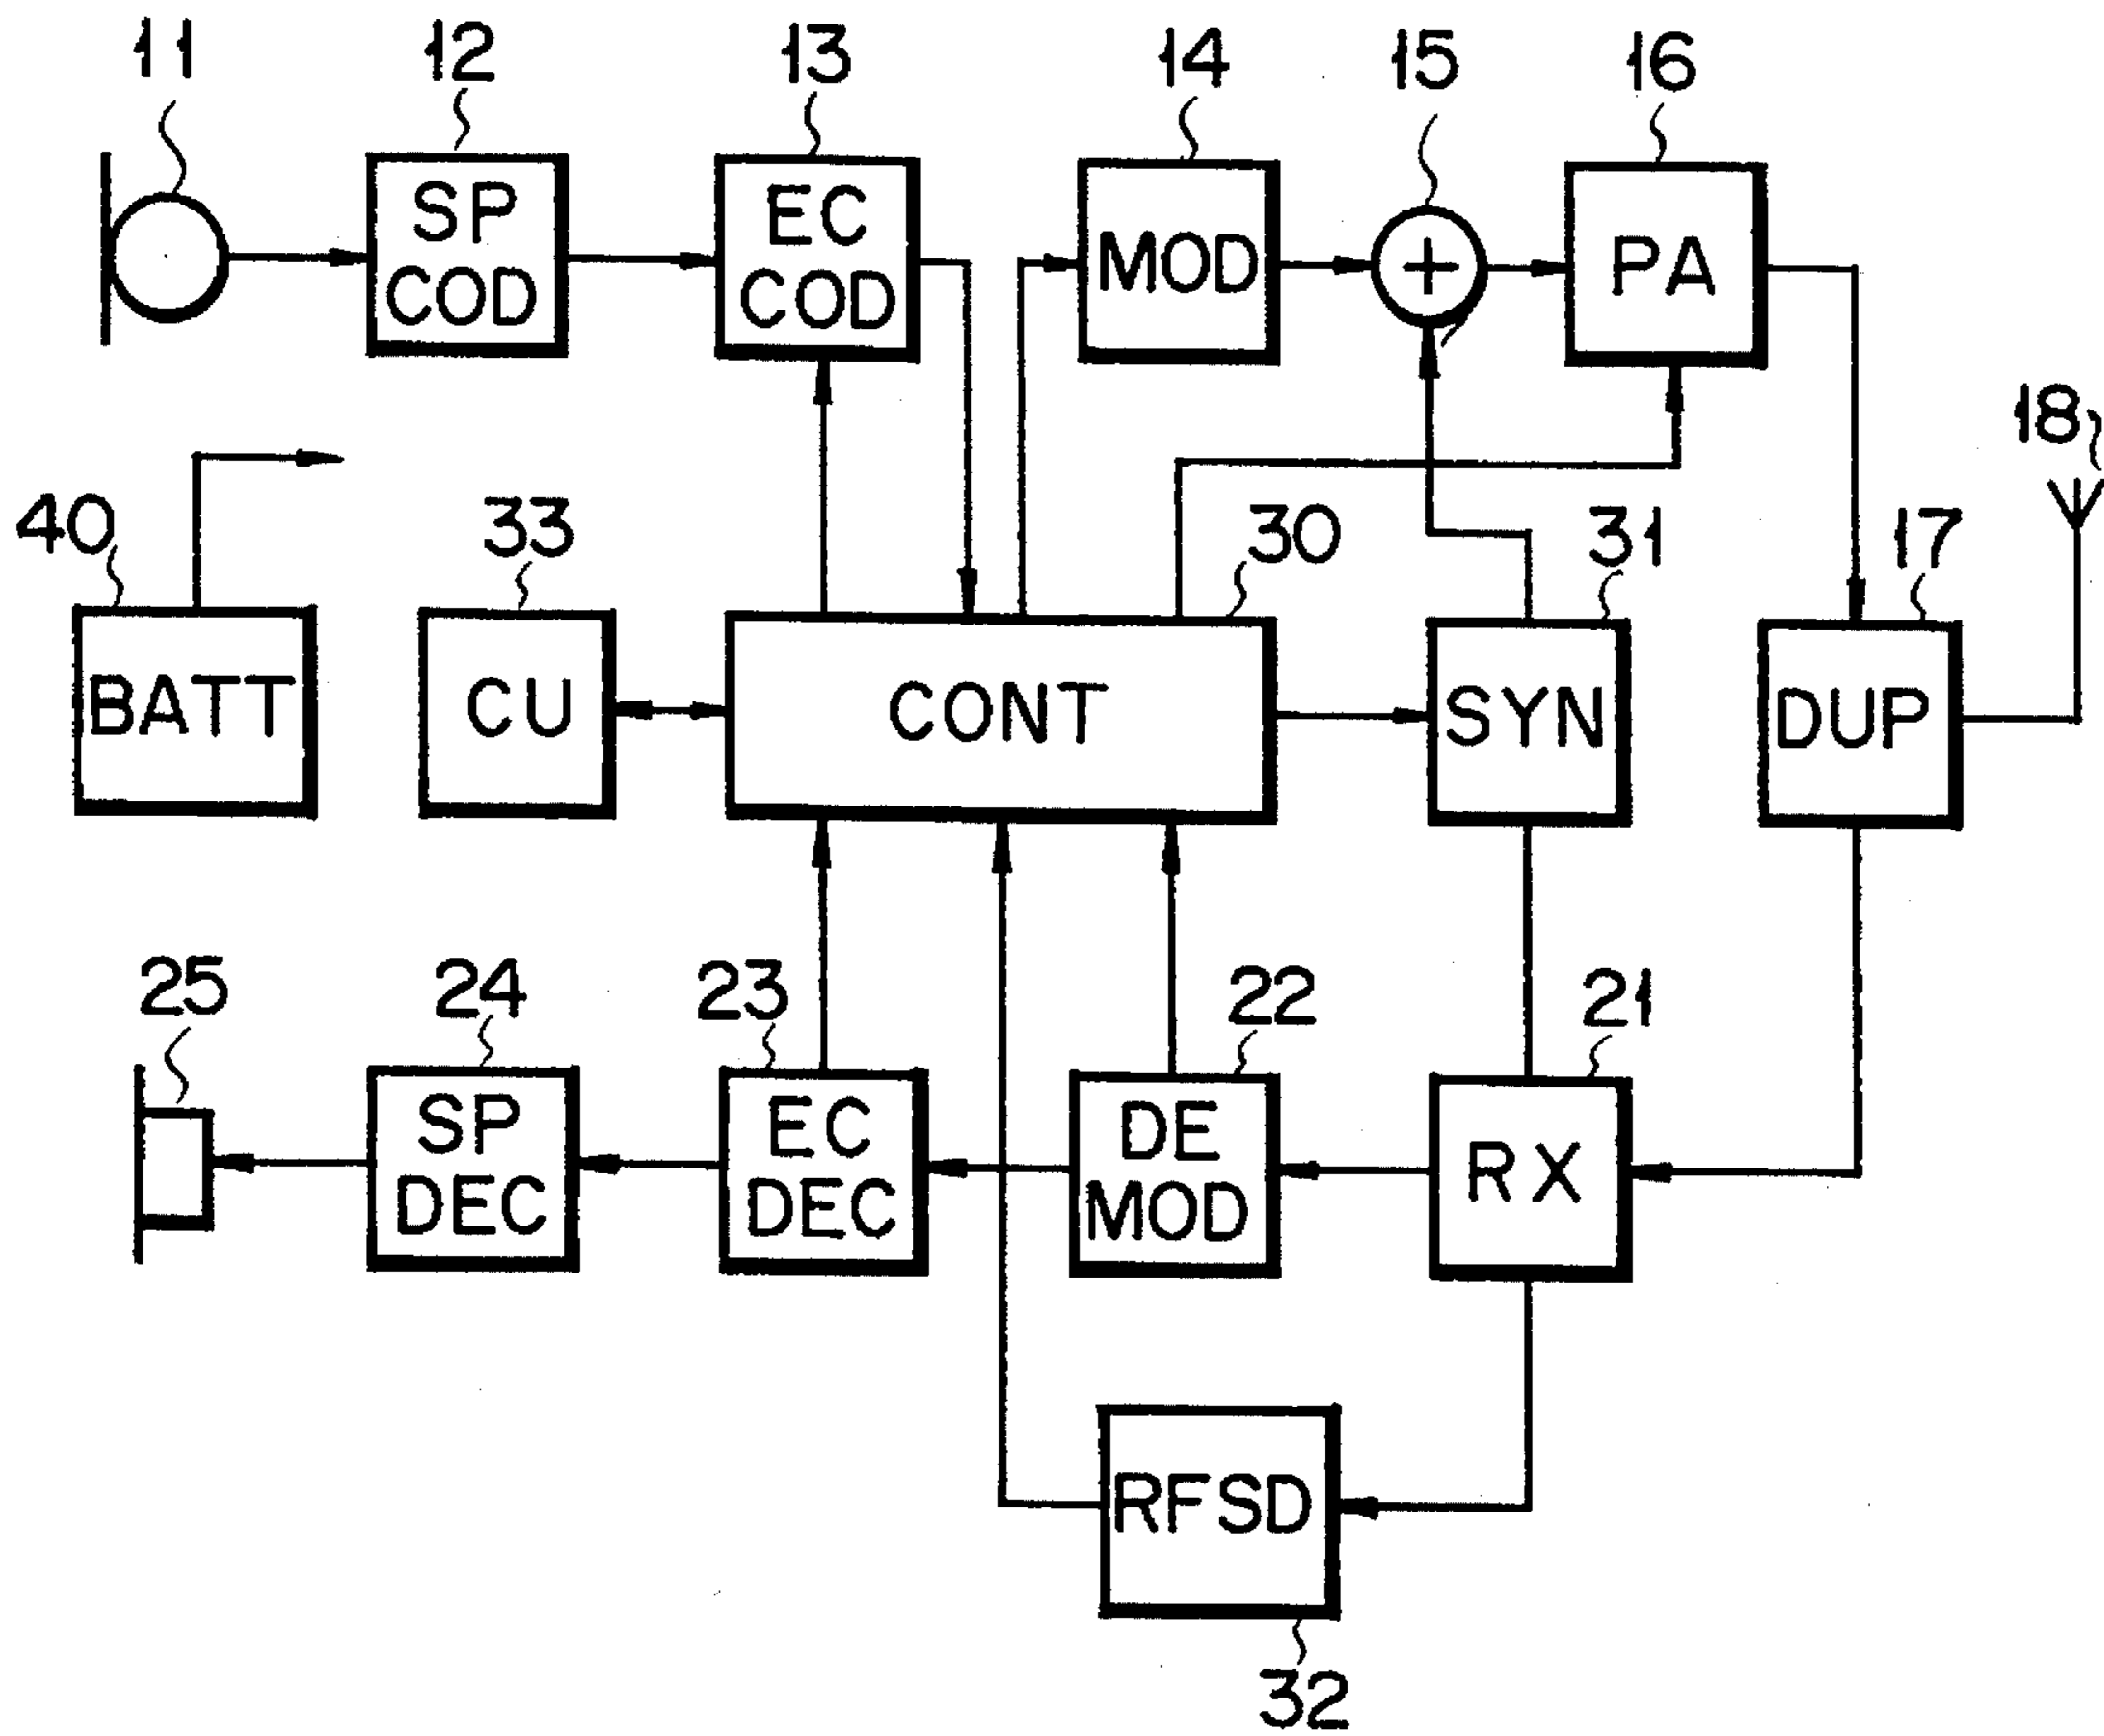 11
12
13
14
15
16
SP
COD
EC
COD
MOD
+
PA
18
40
33
30
31
17
BATT
CU
CONT
SYN
DUP
25
24
23
22
21
SP
DEC
EC
DEC
DE
MOD
RX
RFSD
32